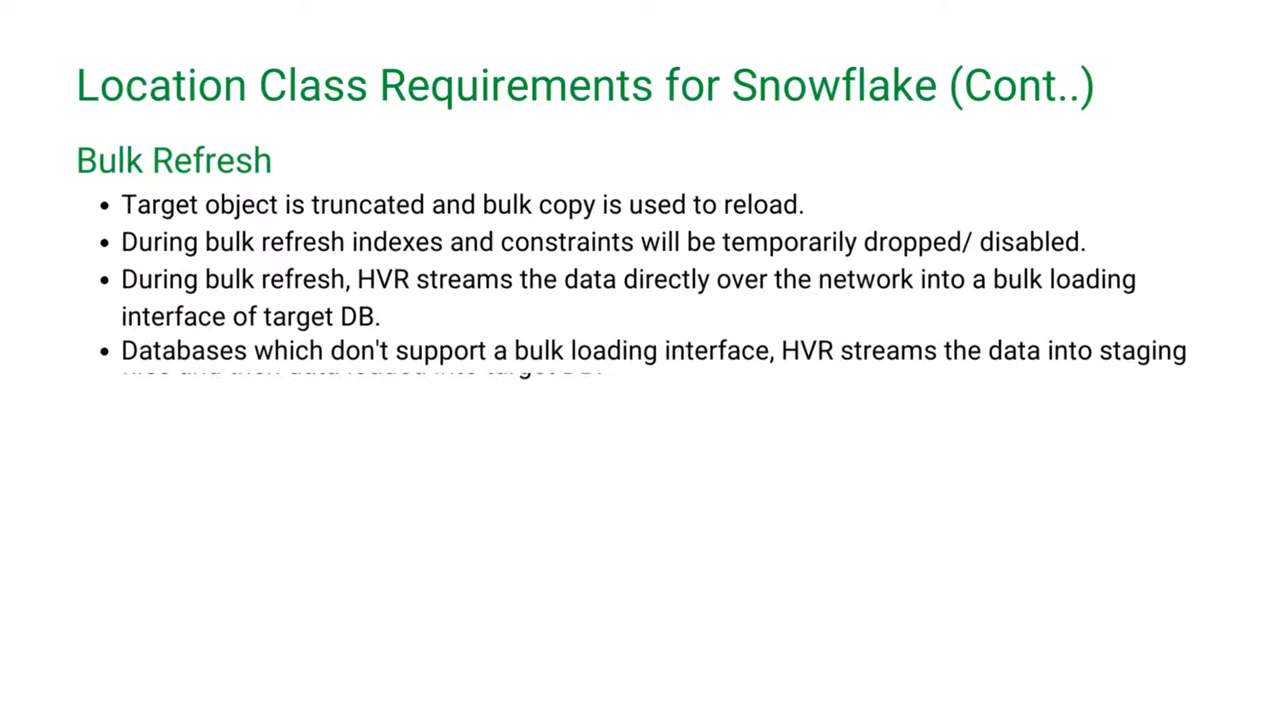 Location Class Requirements for Snowflake (Cont..)
Bulk Refresh
• Target object is truncated and bulk copy is used to reload.
• During bulk refresh indexes and constraints will be temporarily dropped/ disabled.
• During bulk refresh, HVR streams the data directly over the network into a bulk loading
interface of target DB.
• Databases which don't support a bulk loading interface, HVR streams the data into staging